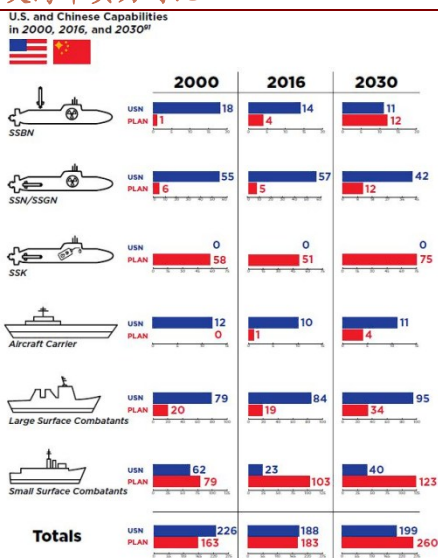 U.S. and Chinese Capabilities
in 2000, 2016, and 2030⁹¹
2000 2016 2030
SSBN
USN 18 14 11
PLAN 1 4 12
SSN/SSGN
USN 55 57 42
PLAN 6 5 12
SSK
USN 0 0 0
PLAN 58 51 75
Aircraft Carrier
USN 12 10 11
PLAN 0 1 4
Large Surface Combatants
USN 79 84 95
PLAN 20 19 34
Small Surface Combatants
USN 62 23 40
PLAN 79 103 123
Totals
USN 226 188 199
PLAN 163 183 260